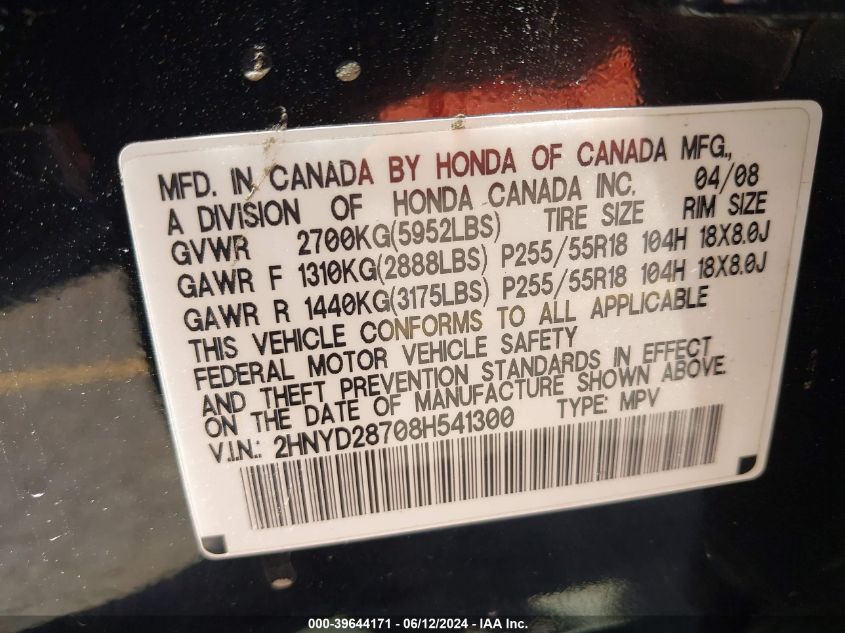 MFD. IN CANADA BY HONDA OF CANADA MFG.,
A DIVISION OF HONDA CANADA INC. 04/08
GVWR 2700KG(5952LBS) TIRE SIZE RIM SIZE
GAWR F 1310KG(2888LBS) P255/55R18 104H 18X8.0J
GAWR R 1440KG(3175LBS) P255/55R18 104H 18X8.0J
THIS VEHICLE CONFORMS TO ALL APPLICABLE
FEDERAL MOTOR VEHICLE SAFETY
AND THEFT PREVENTION STANDARDS IN EFFECT
ON THE DATE OF MANUFACTURE SHOWN ABOVE.
V.I.N.: 2HNYD28708H541300 TYPE: MPV
000-39644171 - 06/12/2024 - IAA Inc.